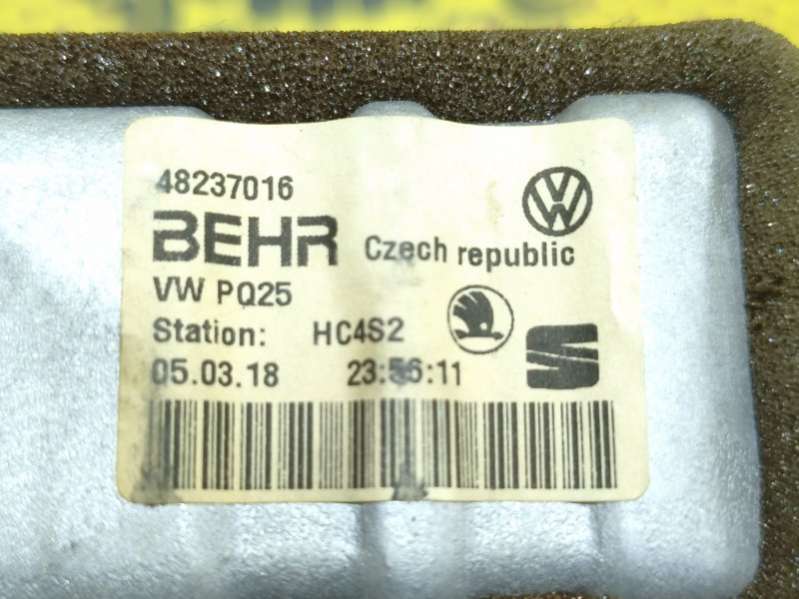 48237016
BEHR Czech republic
VW PQ25
Station: HC4S2
05.03.18 23:56:11